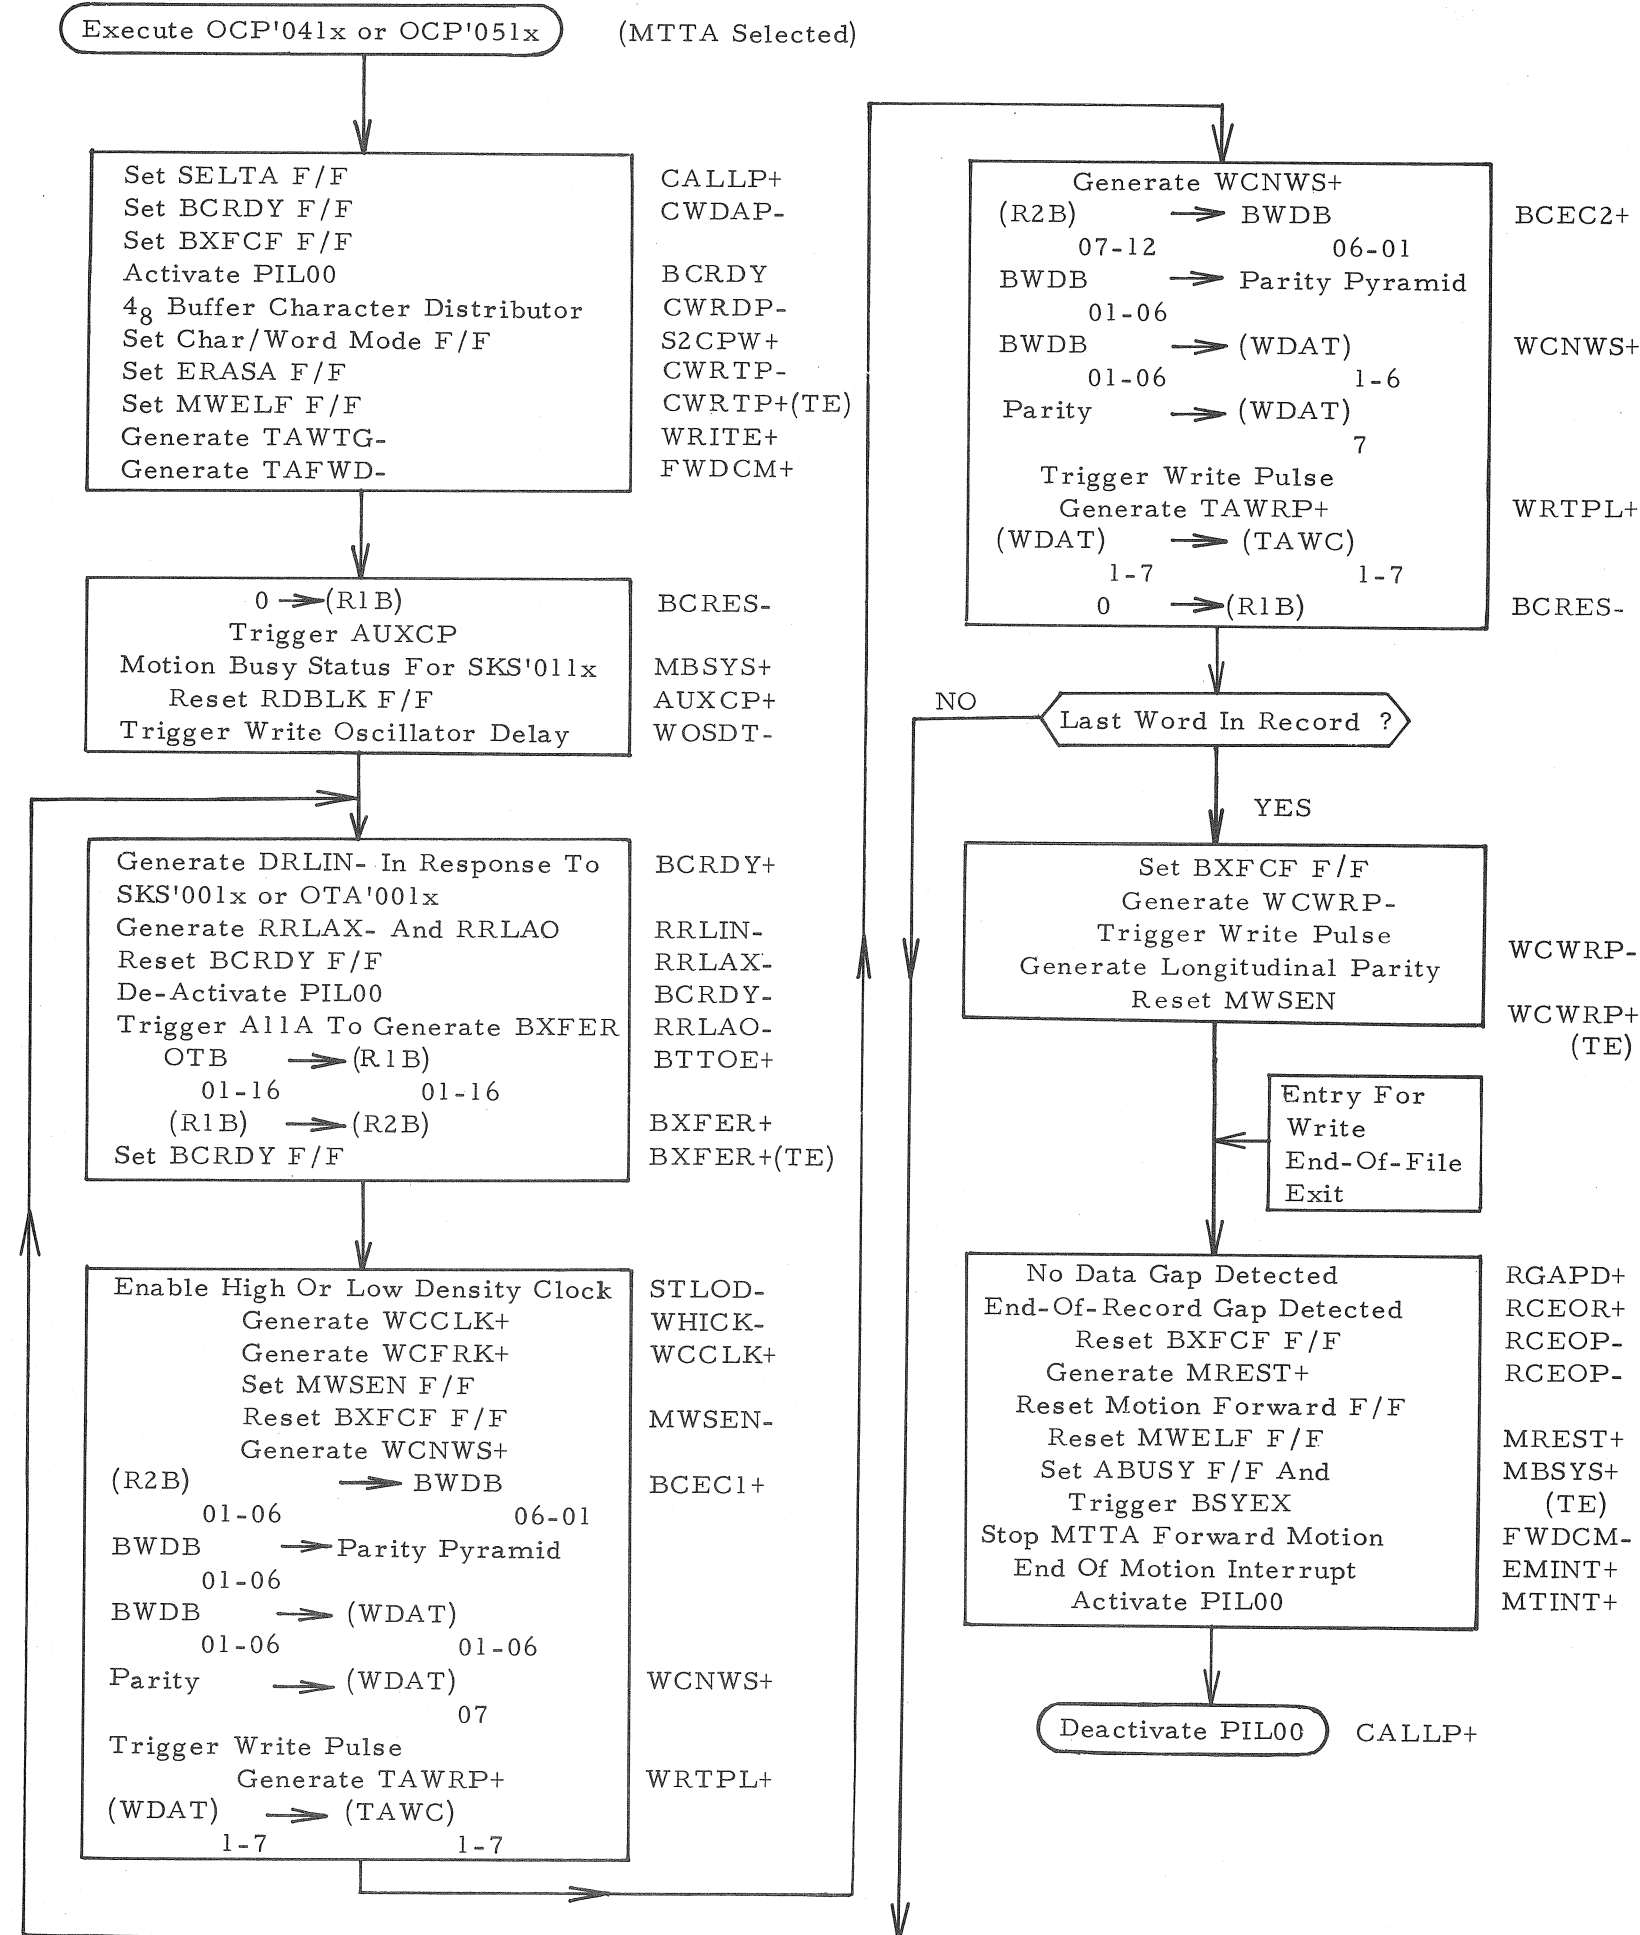 Execute OCP'041x or OCP'051x (MTTA Selected)
Set SELTA F/F CALLP+
Set BCRDY F/F CWDAP-
Set BXFCF F/F
Activate PIL00 BCRDY
48 Buffer Character Distributor CWRDP-
Set Char/Word Mode F/F S2CPW+
Set ERASA F/F CWRTP-
Set MWELF F/F CWRTP+(TE)
Generate TAWTG- WRITE+
Generate TAFWD- FWDCM+
0 → (R1B) BCRES-
Trigger AUXCP
Motion Busy Status For SKS'011x MBSYS+
Reset RDBLK F/F AUXCP+
Trigger Write Oscillator Delay WOSDT-
Generate DRLIN- In Response To BCRDY+
SKS'001x or OTA'001x
Generate RRLAX- And RRLAO RRLIN-
Reset BCRDY F/F RRLAX-
De-Activate PIL00 BCRDY-
Trigger A11A To Generate BXFER RRLAO-
OTB → (R1B) BTTOE+
01-16 01-16
(R1B) → (R2B) BXFER+
Set BCRDY F/F BXFER+(TE)
Enable High Or Low Density Clock STLOD-
Generate WCCLK+ WHICK-
Generate WCFRK+ WCCLK+
Set MWSEN F/F
Reset BXFCF F/F MWSEN-
Generate WCNWS+
(R2B) → BWDB BCEC1+
01-06 06-01
BWDB → Parity Pyramid
01-06
BWDB → (WDAT)
01-06 01-06
Parity → (WDAT) WCNWS+
07
Trigger Write Pulse
Generate TAWRP+ WRTPL+
(WDAT) → (TAWC)
1-7 1-7
Generate WCNWS+
(R2B) → BWDB BCEC2+
07-12 06-01
BWDB → Parity Pyramid
01-06
BWDB → (WDAT) WCNWS+
01-06 1-6
Parity → (WDAT)
7
Trigger Write Pulse
Generate TAWRP+ WRTPL+
(WDAT) → (TAWC)
1-7 1-7
0 → (R1B) BCRES-
NO
Last Word In Record ?
YES
Set BXFCF F/F
Generate WCWRP-
Trigger Write Pulse WCWRP-
Generate Longitudinal Parity
Reset MWSEN WCWRP+
(TE)
Entry For
Write
End-Of-File
Exit
No Data Gap Detected RGAPD+
End-Of-Record Gap Detected RCEOR+
Reset BXFCF F/F RCEOP-
Generate MREST+ RCEOP-
Reset Motion Forward F/F
Reset MWELF F/F MREST+
Set ABUSY F/F And MBSYS+
Trigger BSYEX (TE)
Stop MTTA Forward Motion FWDCM-
End Of Motion Interrupt EMINT+
Activate PIL00 MTINT+
Deactivate PIL00 CALLP+